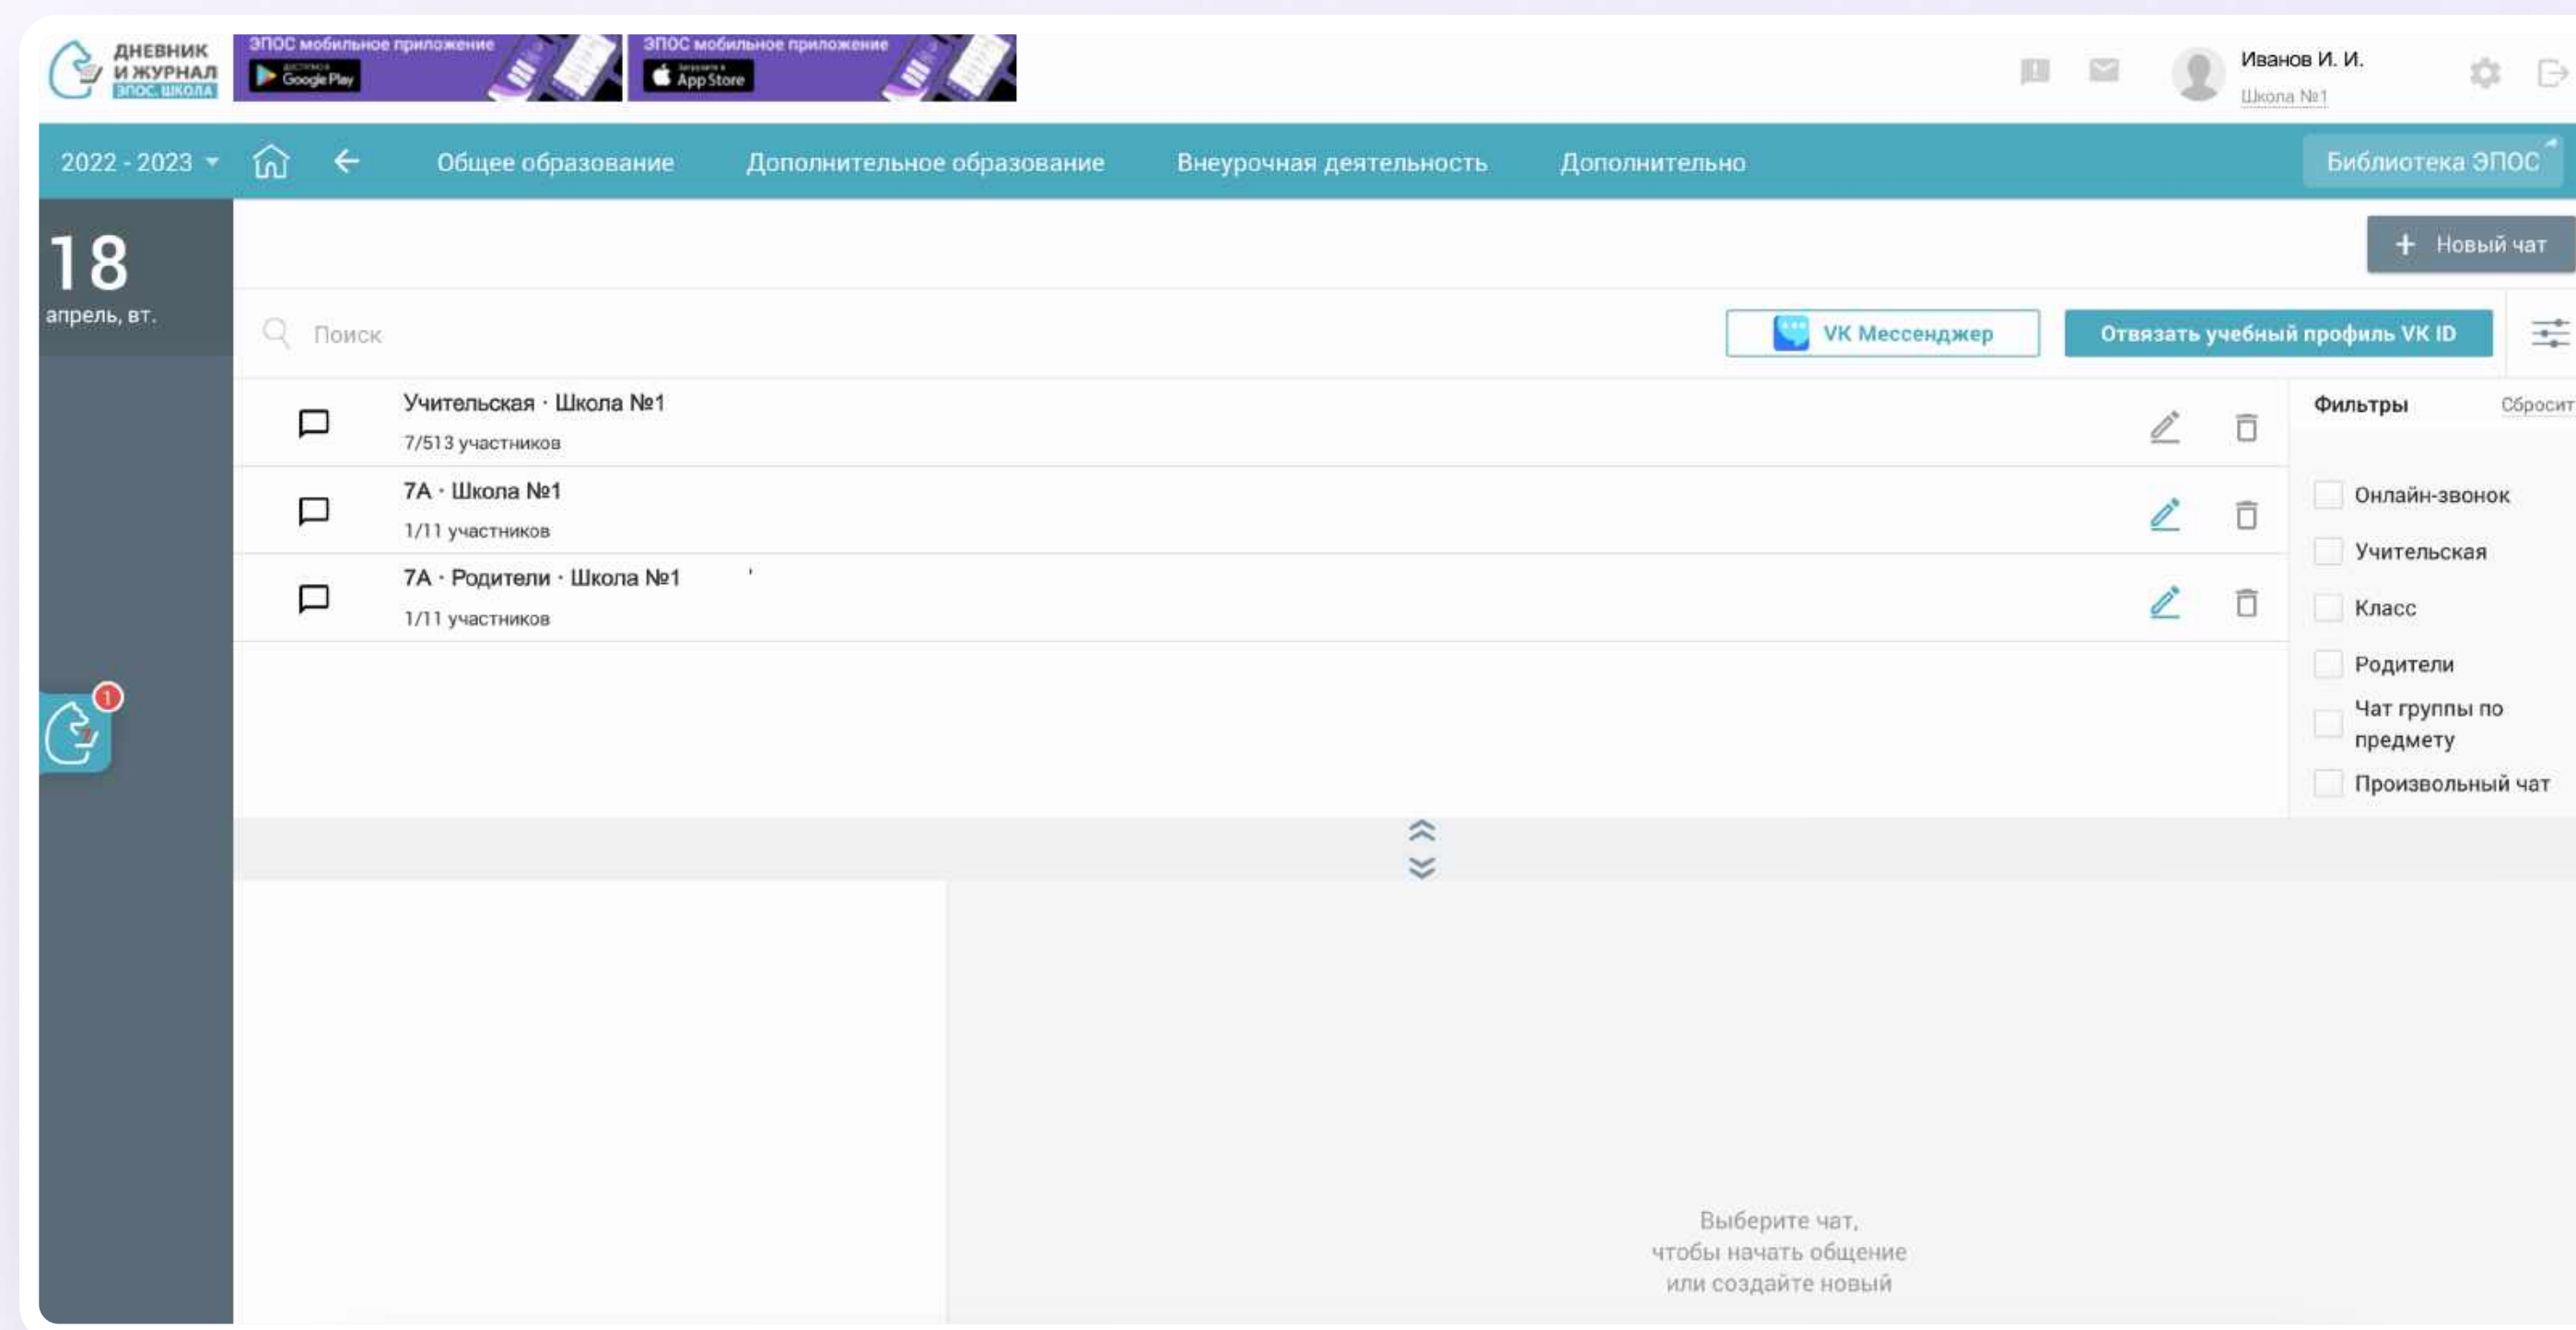 ДНЕВНИК
И ЖУРНАЛ
ЭПОС. ШКОЛА
ЭПОС мобильное приложение
ДОСТУПНО В
Google Play
ЭПОС мобильное приложение
Загрузите в
App Store
Иванов И. И.
Школа №1
2022 - 2023
Общее образование
Дополнительное образование
Внеурочная деятельность
Дополнительно
Библиотека ЭПОС
18
апрель, вт.
+ Новый чат
Поиск
VK Мессенджер
Отвязать учебный профиль VK ID
Учительская · Школа №1
7/513 участников
7А · Школа №1
1/11 участников
7А · Родители · Школа №1
1/11 участников
Фильтры
Сбросит
Онлайн-звонок
Учительская
Класс
Родители
Чат группы по
предмету
Произвольный чат
1
Выберите чат,
чтобы начать общение
или создайте новый